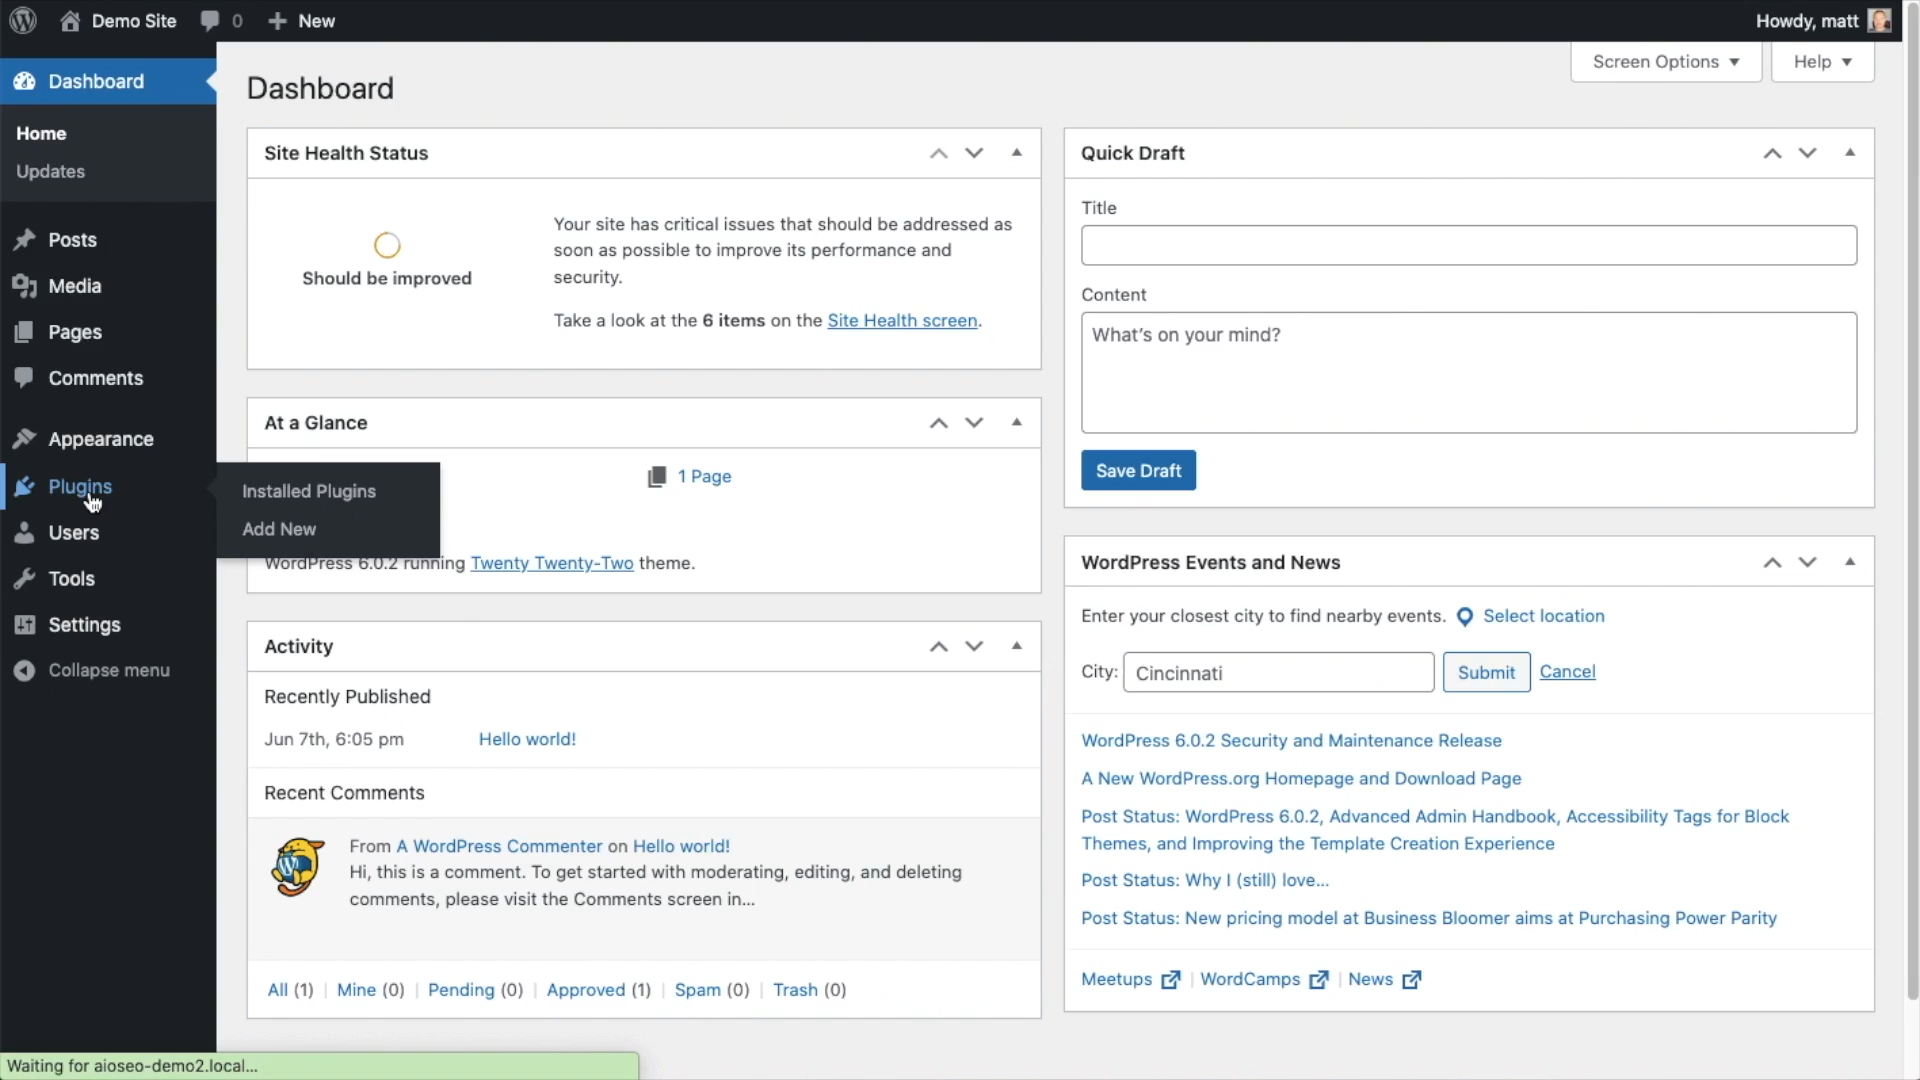 Demo Site 0 New Howdy, matt
Screen Options Help
Dashboard
Home
Updates
Posts
Media
Pages
Comments
Appearance
Plugins
Users
Tools
Settings
Collapse menu
Installed Plugins
Add New
Dashboard
Site Health Status
Should be improved
Your site has critical issues that should be addressed as
soon as possible to improve its performance and
security.
Take a look at the 6 items on the Site Health screen.
At a Glance
1 Page
WordPress 6.0.2 running Twenty Twenty-Two theme.
Activity
Recently Published
Jun 7th, 6:05 pm Hello world!
Recent Comments
From A WordPress Commenter on Hello world!
Hi, this is a comment. To get started with moderating, editing, and deleting
comments, please visit the Comments screen in...
All (1) | Mine (0) | Pending (0) | Approved (1) | Spam (0) | Trash (0)
Quick Draft
Title
Content
What's on your mind?
Save Draft
WordPress Events and News
Enter your closest city to find nearby events. Select location
City: Cincinnati Submit Cancel
WordPress 6.0.2 Security and Maintenance Release
A New WordPress.org Homepage and Download Page
Post Status: WordPress 6.0.2, Advanced Admin Handbook, Accessibility Tags for Block
Themes, and Improving the Template Creation Experience
Post Status: Why I (still) love...
Post Status: New pricing model at Business Bloomer aims at Purchasing Power Parity
Meetups | WordCamps | News
Waiting for aioseo-demo2.local...